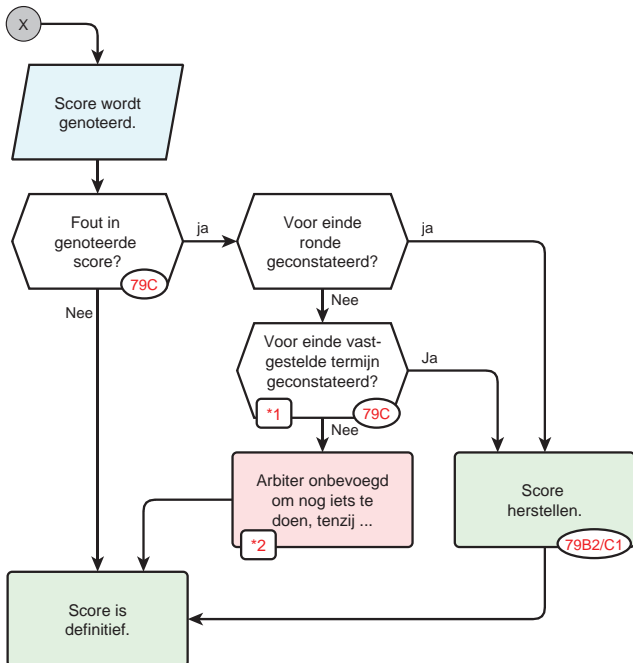 X
Score wordt
genoteerd.
Fout in
genoteerde
score?
79C
ja
Voor einde
ronde
geconstateerd?
ja
Nee
Nee
Voor einde vast-
gestelde termijn
geconstateerd?
*1
79C
Ja
Nee
Arbiter onbevoegd
om nog iets te
doen, tenzij ...
*2
Score
herstellen.
79B2/C1
Score is
definitief.